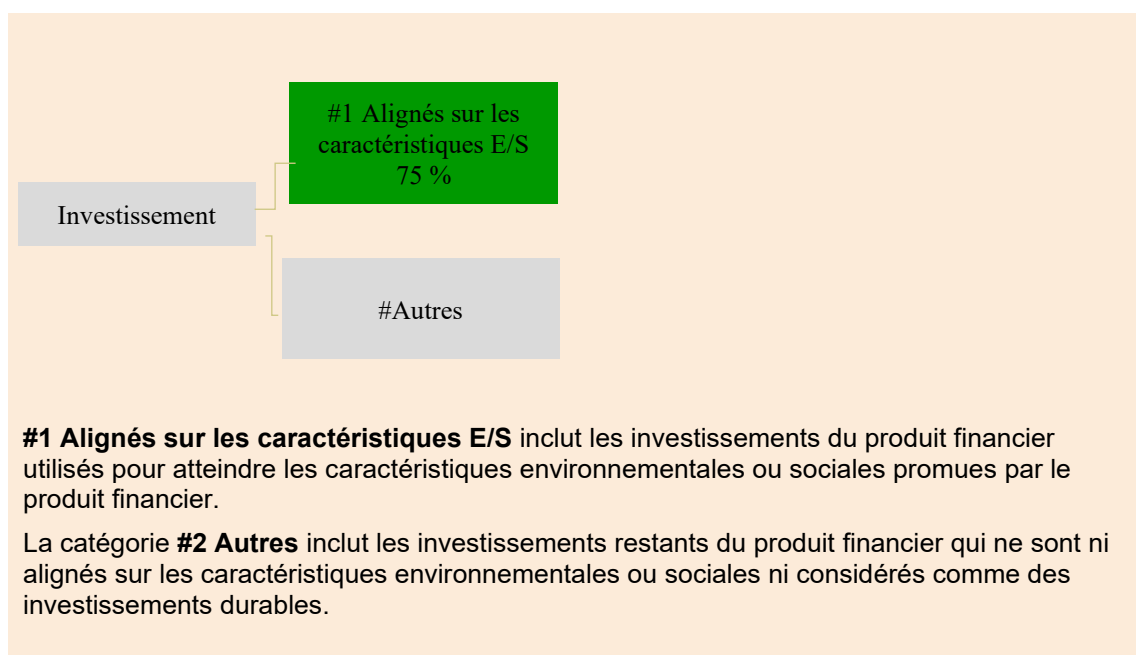 #1 Alignés sur les
caractéristiques E/S
75 %
Investissement
#Autres
#1 Alignés sur les caractéristiques E/S inclut les investissements du produit financier
utilisés pour atteindre les caractéristiques environnementales ou sociales promues par le
produit financier.
La catégorie #2 Autres inclut les investissements restants du produit financier qui ne sont ni
alignés sur les caractéristiques environnementales ou sociales ni considérés comme des
investissements durables.